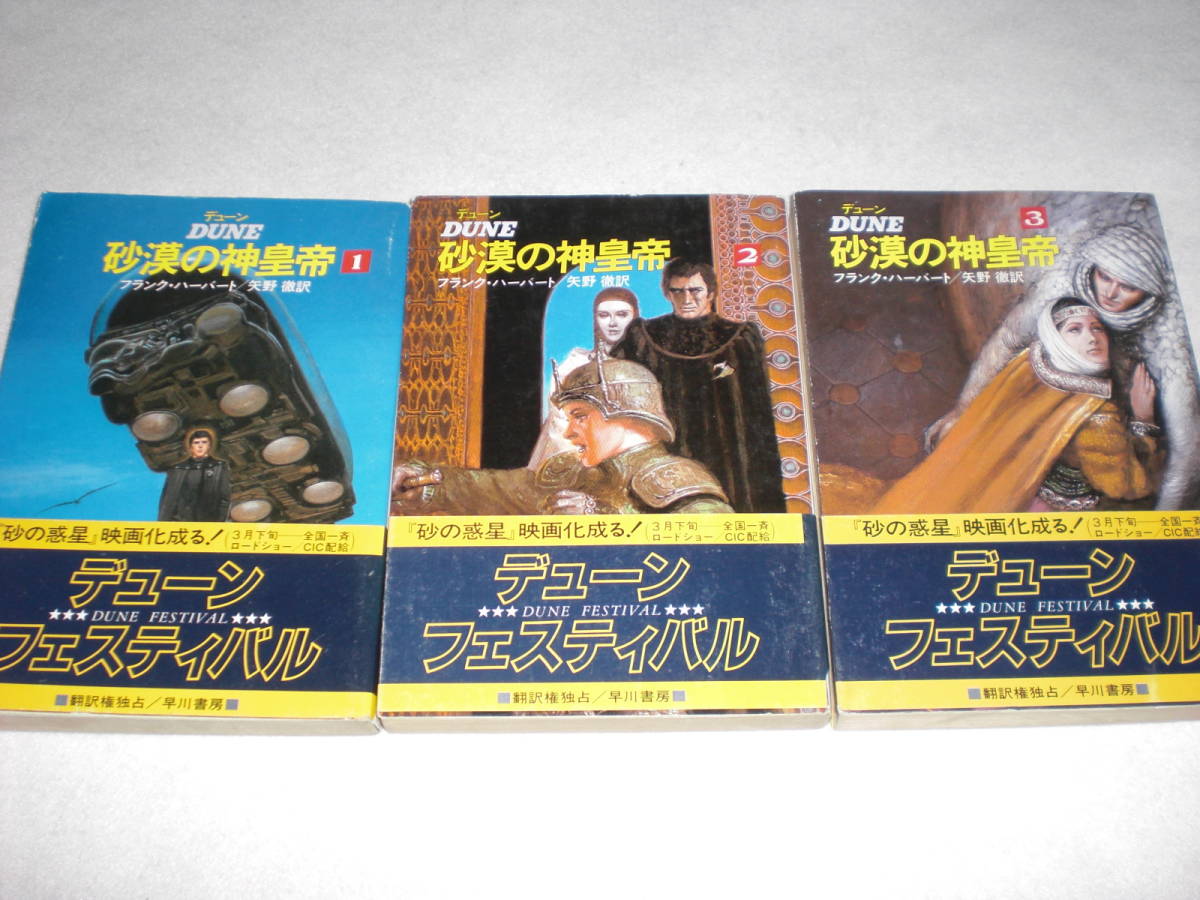 デューン
DUNE
砂漠の神皇帝 1
フランク・ハーバート／矢野 徹訳
『砂の惑星』映画化成る！(3月下旬──全国一斉
ロードショー／CIC配給)
デューン
★★★DUNE FESTIVAL★★★
フェスティバル
■翻訳権独占／早川書房■
デューン
DUNE
砂漠の神皇帝 2
フランク・ハーバート／矢野 徹訳
『砂の惑星』映画化成る！(3月下旬──全国一斉
ロードショー／CIC配給)
デューン
★★★DUNE FESTIVAL★★★
フェスティバル
■翻訳権独占／早川書房■
デューン
DUNE
3
砂漠の神皇帝
フランク・ハーバート／矢野 徹訳
『砂の惑星』映画化成る！(3月下旬──全国一
ロードショー／CIC配給
デューン
★★★DUNE FESTIVAL★★★
フェスティバル
■翻訳権独占／早川書房■